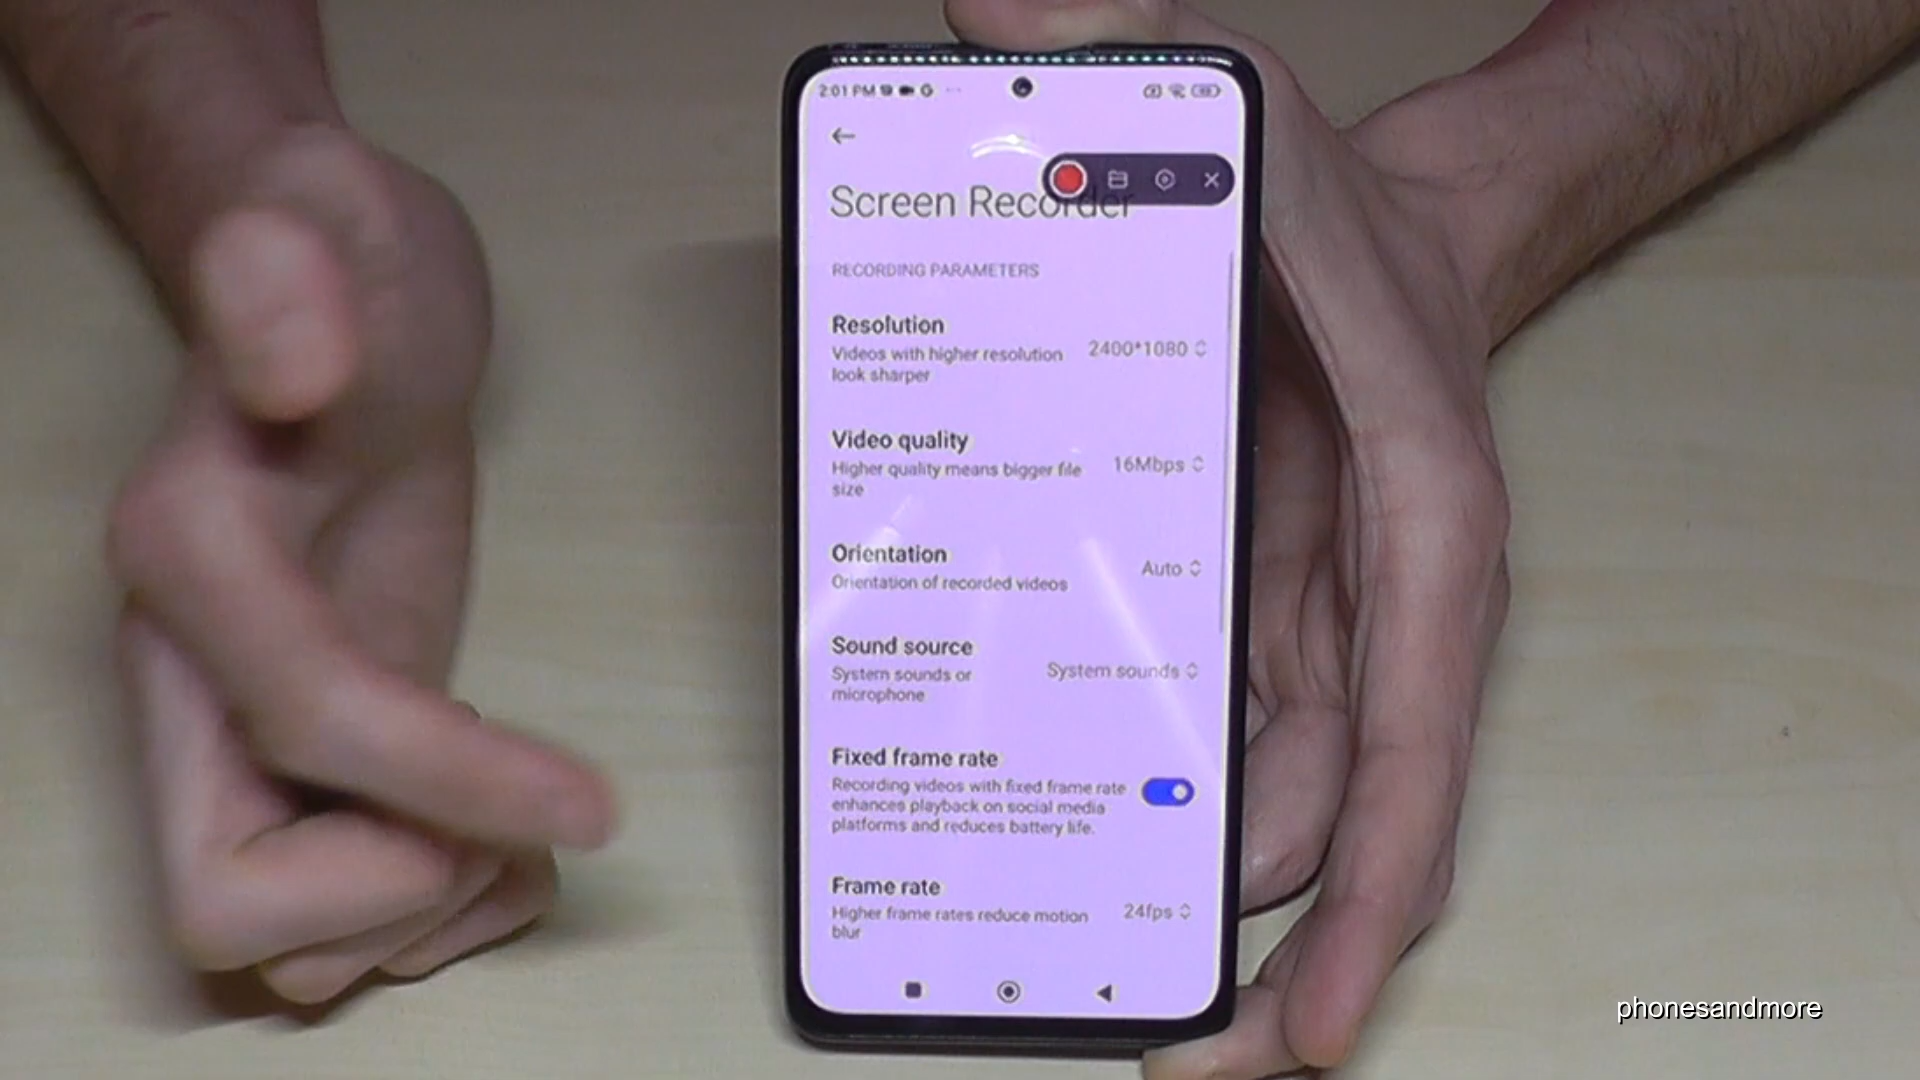 2:01 PM
Screen Recorder
RECORDING PARAMETERS
Resolution
Videos with higher resolution
look sharper
2400*1080
Video quality
Higher quality means bigger file
size
16Mbps
Orientation
Orientation of recorded videos
Auto
Sound source
System sounds or
microphone
System sounds
Fixed frame rate
Recording videos with fixed frame rate
enhances playback on social media
platforms and reduces battery life.
Frame rate
Higher frame rates reduce motion
blur
24fps
phonesandmore